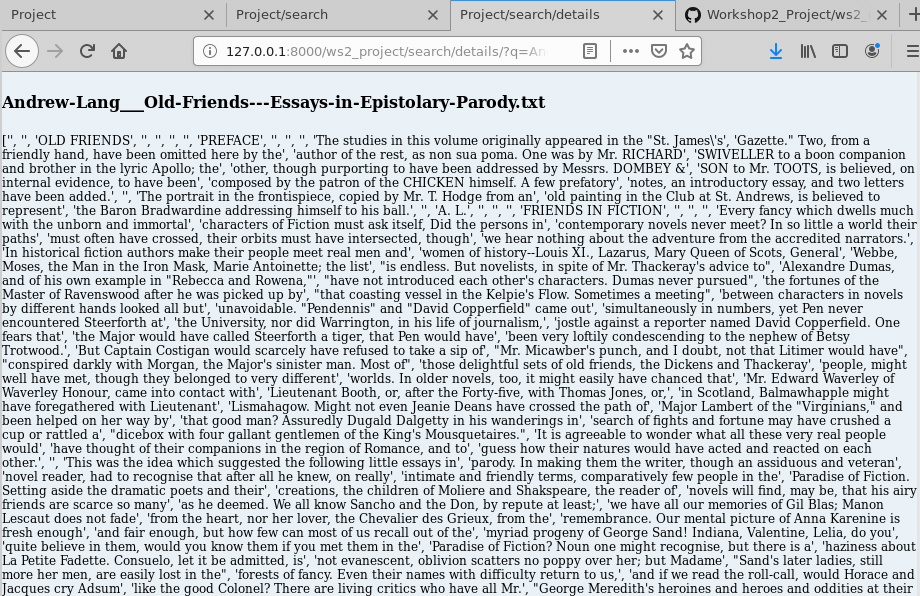 Project
Project/search
Project/search/details
Workshop2_Project/ws2_
127.0.0.1:8000/ws2_project/search/details/?q=An
Andrew-Lang___Old-Friends---Essays-in-Epistolary-Parody.txt
['', '', 'OLD FRIENDS', '', '', '', '', 'PREFACE', '', '', '', 'The studies in this volume originally appeared in the "St. James\'s', 'Gazette." Two, from a
friendly hand, have been omitted here by the', 'author of the rest, as non sua poma. One was by Mr. RICHARD', 'SWIVELLER to a boon companion
and brother in the lyric Apollo; the', 'other, though purporting to have been addressed by Messrs. DOMBEY &', 'SON to Mr. TOOTS, is believed, on
internal evidence, to have been', 'composed by the patron of the CHICKEN himself. A few prefatory', 'notes, an introductory essay, and two letters
have been added.', '', 'The portrait in the frontispiece, copied by Mr. T. Hodge from an', 'old painting in the Club at St. Andrews, is believed to
represent', 'the Baron Bradwardine addressing himself to his ball.', '', 'A. L.', '', '', '', '', 'FRIENDS IN FICTION', '', '', '', 'Every fancy which dwells much
with the unborn and immortal', 'characters of Fiction must ask itself, Did the persons in', 'contemporary novels never meet? In so little a world their
paths', 'must often have crossed, their orbits must have intersected, though', 'we hear nothing about the adventure from the accredited narrators.',
'In historical fiction authors make their people meet real men and', 'women of history--Louis XI., Lazarus, Mary Queen of Scots, General', 'Webbe,
Moses, the Man in the Iron Mask, Marie Antoinette; the list', "is endless. But novelists, in spite of Mr. Thackeray's advice to", 'Alexandre Dumas,
and of his own example in "Rebecca and Rowena,"', "have not introduced each other's characters. Dumas never pursued", 'the fortunes of the
Master of Ravenswood after he was picked up by', "that coasting vessel in the Kelpie's Flow. Sometimes a meeting", 'between characters in novels
by different hands looked all but', 'unavoidable. "Pendennis" and "David Copperfield" came out', 'simultaneously in numbers, yet Pen never
encountered Steerforth at', 'the University, nor did Warrington, in his life of journalism,', 'jostle against a reporter named David Copperfield. One
fears that', 'the Major would have called Steerforth a tiger, that Pen would have', 'been very loftily condescending to the nephew of Betsy
Trotwood.', 'But Captain Costigan would scarcely have refused to take a sip of', "Mr. Micawber's punch, and I doubt, not that Litimer would have",
"conspired darkly with Morgan, the Major's sinister man. Most of", 'those delightful sets of old friends, the Dickens and Thackeray', 'people, might
well have met, though they belonged to very different', 'worlds. In older novels, too, it might easily have chanced that', 'Mr. Edward Waverley of
Waverley Honour, came into contact with', 'Lieutenant Booth, or, after the Forty-five, with Thomas Jones, or,', 'in Scotland, Balmawhapple might
have foregathered with Lieutenant', 'Lismahagow. Might not even Jeanie Deans have crossed the path of', 'Major Lambert of the "Virginians," and
been helped on her way by', 'that good man? Assuredly Dugald Dalgetty in his wanderings in', 'search of fights and fortune may have crushed a
cup or rattled a', "dicebox with four gallant gentlemen of the King's Mousquetaires.", 'It is agreeable to wonder what all these very real people
would', 'have thought of their companions in the region of Romance, and to', 'guess how their natures would have acted and reacted on each
other.', '', 'This was the idea which suggested the following little essays in', 'parody. In making them the writer, though an assiduous and veteran',
'novel reader, had to recognise that after all he knew, on really', 'intimate and friendly terms, comparatively few people in the', 'Paradise of Fiction.
Setting aside the dramatic poets and their', 'creations, the children of Moliere and Shakspeare, the reader of', 'novels will find, may be, that his airy
friends are scarce so many', 'as he deemed. We all know Sancho and the Don, by repute at least;', 'we have all our memories of Gil Blas; Manon
Lescaut does not fade', 'from the heart, nor her lover, the Chevalier des Grieux, from the', 'remembrance. Our mental picture of Anna Karenine is
fresh enough', 'and fair enough, but how few can most of us recall out of the', 'myriad progeny of George Sand! Indiana, Valentine, Lelia, do you',
'quite believe in them, would you know them if you met them in the', 'Paradise of Fiction? Noun one might recognise, but there is a', 'haziness about
La Petite Fadette. Consuelo, let it be admitted, is', 'not evanescent, oblivion scatters no poppy over her; but Madame', "Sand's later ladies, still
more her men, are easily lost in the", 'forests of fancy. Even their names with difficulty return to us,', 'and if we read the roll-call, would Horace and
Jacques cry Adsum', 'like the good Colonel? There are living critics who have all Mr.', "George Meredith's heroines and heroes and oddities at their